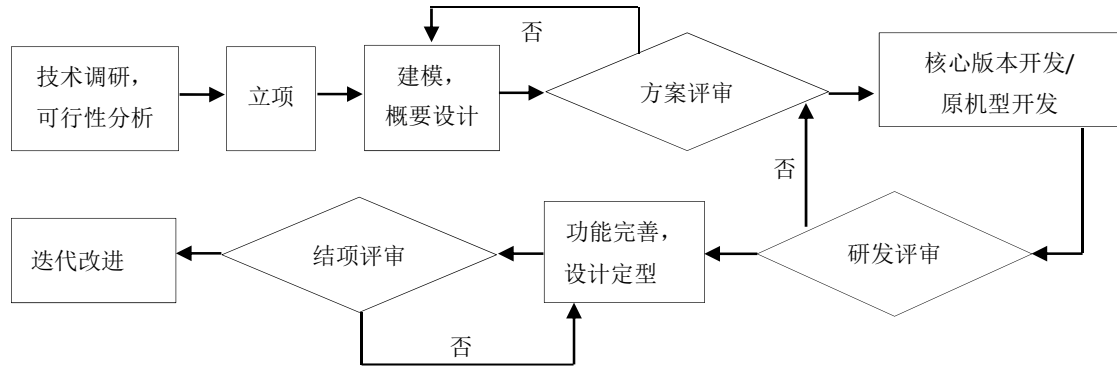 否
技术调研，
可行性分析
立项
建模，
概要设计
方案评审
核心版本开发/
原机型开发
否
迭代改进
结项评审
功能完善，
设计定型
研发评审
否